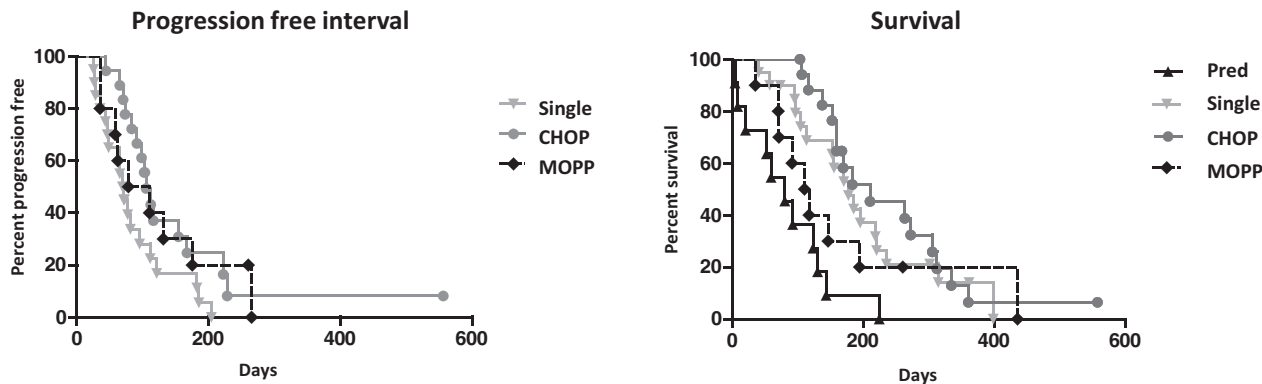 Progression free interval
Percent progression free
100
80
60
40
20
0
0 200 400 600
Days
Single
CHOP
MOPP
Survival
Percent survival
100
80
60
40
20
0
0 200 400 600
Days
Pred
Single
CHOP
MOPP